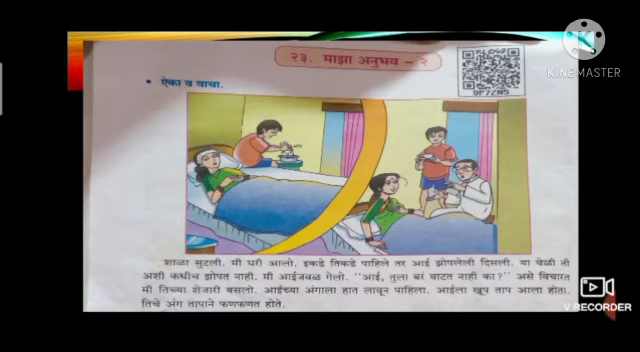 २३. माझा अनुभव – २
KINEMASTER
9P7ZN5
• ऐका व वाचा.
शाळा सुटली. मी घरी आलो. इकडे तिकडे पाहिले तर आई झोपलेली दिसली. या वेळी ती
अशी कधीच झोपत नाही. मी आईजवळ गेलो. ‘‘आई, तुला बरं वाटत नाही का?’’ असे विचारत
मी तिच्या शेजारी बसलो. आईच्या अंगाला हात लावून पाहिला. आईला खूप ताप आला होता.
तिचे अंग तापाने फणफणत होते.
V RECORDER